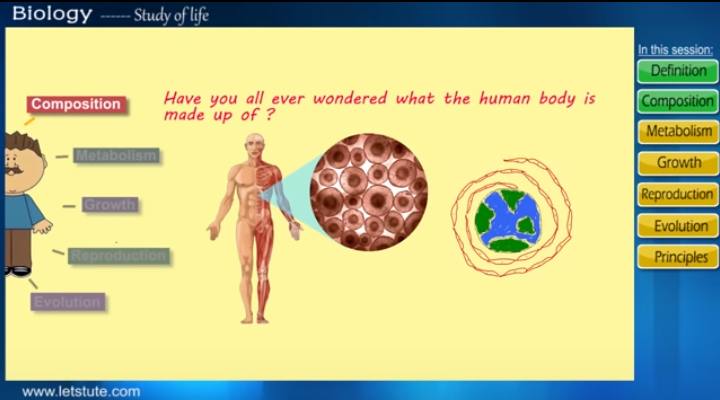 Biology ------ Study of life
In this session:
Definition
Composition
Metabolism
Growth
Reproduction
Evolution
Principles
Have you all ever wondered what the human body is
made up of ?
Composition
Metabolism
Growth
Reproduction
Evolution
www.letstute.com